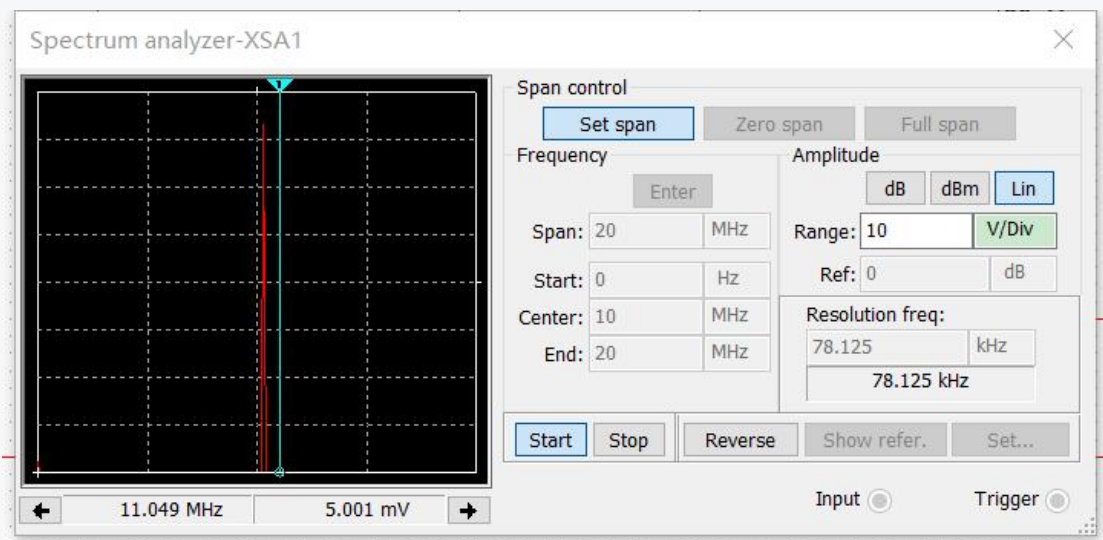 Spectrum analyzer-XSA1
1
Span control
Set span Zero span Full span
Frequency Amplitude
Enter dB dBm Lin
Span: 20 MHz Range: 10 V/Div
Start: 0 Hz Ref: 0 dB
Center: 10 MHz Resolution freq:
End: 20 MHz 78.125 kHz
78.125 kHz
Start Stop Reverse Show refer. Set...
11.049 MHz 5.001 mV Input Trigger